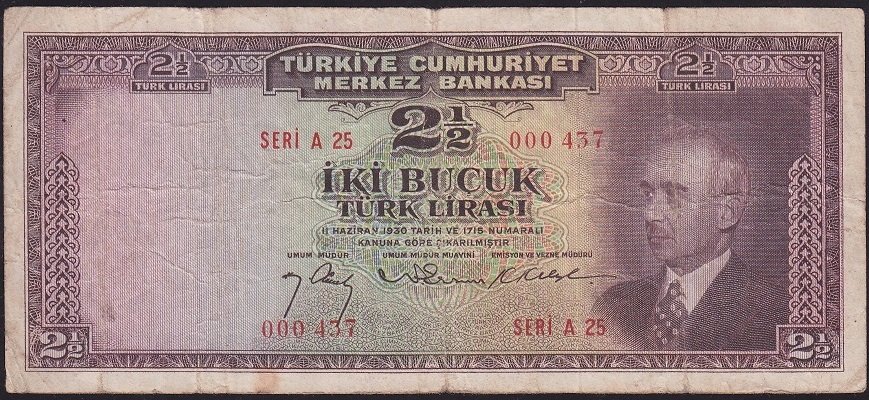 2½
TÜRK LİRASI
TÜRKİYE CUMHURİYET
MERKEZ BANKASI
2½
TÜRK LİRASI
SERİ A 25
2½
000 437
İKİ BUÇUK
TÜRK LİRASI
11 HAZİRAN 1930 TARİH VE 1715 NUMARALI
KANUNA GÖRE ÇIKARILMIŞTIR
UMUM MÜDÜR UMUM MÜDÜR MUAVİNİ EMİSYON VE VEZNE MÜDÜRÜ
000 437
SERİ A 25
2½
2½